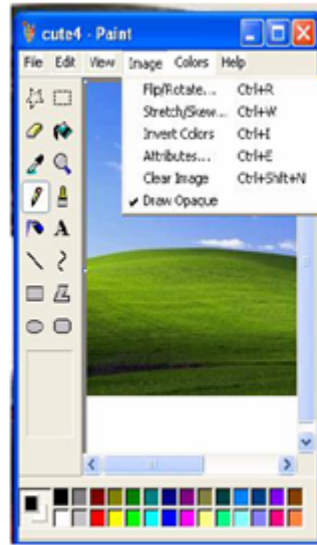 cute4 - Paint
File Edit View Image Colors Help
Flip/Rotate... Ctrl+R
Stretch/Skew... Ctrl+W
Invert Colors Ctrl+I
Attributes... Ctrl+E
Clear Image Ctrl+Shft+N
Draw Opaque
A